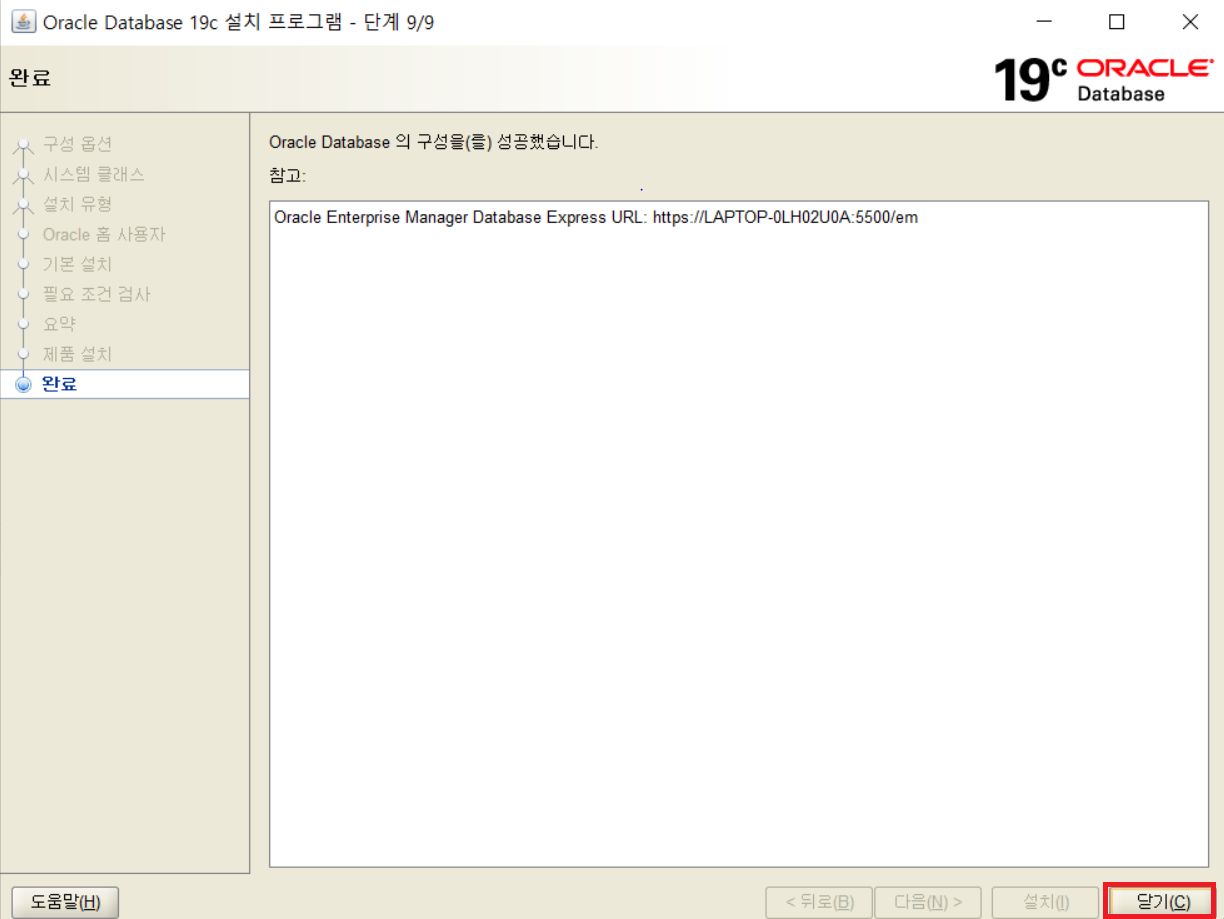 Oracle Database 19c 설치 프로그램 - 단계 9/9
완료
19c ORACLE
Database
구성 옵션
시스템 클래스
설치 유형
Oracle 홈 사용자
기본 설치
필요 조건 검사
요약
제품 설치
완료
Oracle Database 의 구성을(를) 성공했습니다.
참고:
Oracle Enterprise Manager Database Express URL: https://LAPTOP-0LH02U0A:5500/em
도움말(H)
< 뒤로(B)
다음(N) >
설치(I)
닫기(C)